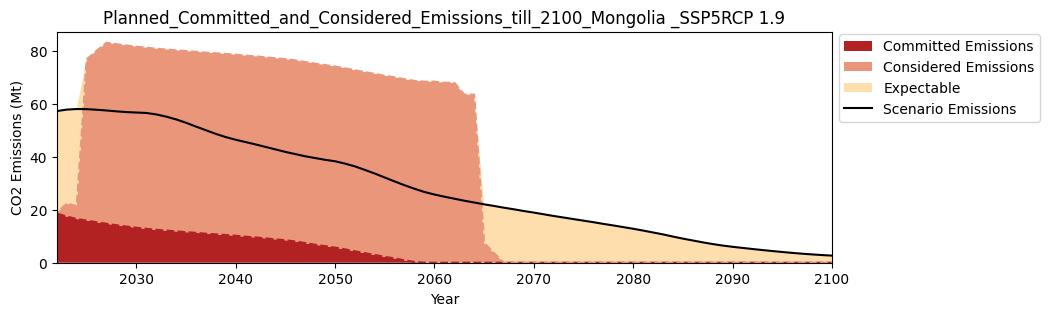 Planned_Committed_and_Considered_Emissions_till_2100_Mongolia _SSP5RCP 1.9
Committed Emissions
Considered Emissions
Expectable
Scenario Emissions
CO2 Emissions (Mt)
80
60
40
20
0
2030
2040
2050
2060
2070
2080
2090
2100
Year